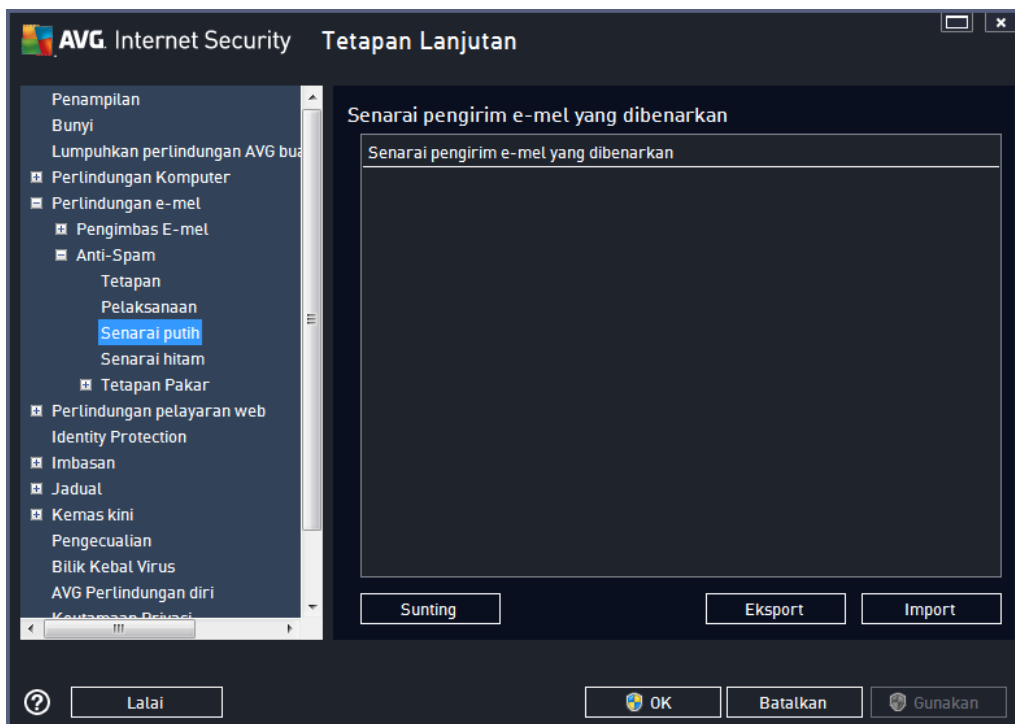 AVG. Internet Security Tetapan Lanjutan
Penampilan
Bunyi
Lumpuhkan perlindungan AVG bua
Perlindungan Komputer
Perlindungan e-mel
Pengimbas E-mel
Anti-Spam
Tetapan
Pelaksanaan
Senarai putih
Senarai hitam
Tetapan Pakar
Perlindungan pelayaran web
Identity Protection
Imbasan
Jadual
Kemas kini
Pengecualian
Bilik Kebal Virus
AVG Perlindungan diri
Keutamaan Privasi
Senarai pengirim e-mel yang dibenarkan
Senarai pengirim e-mel yang dibenarkan
Sunting Eksport Import
Lalai OK Batalkan Gunakan